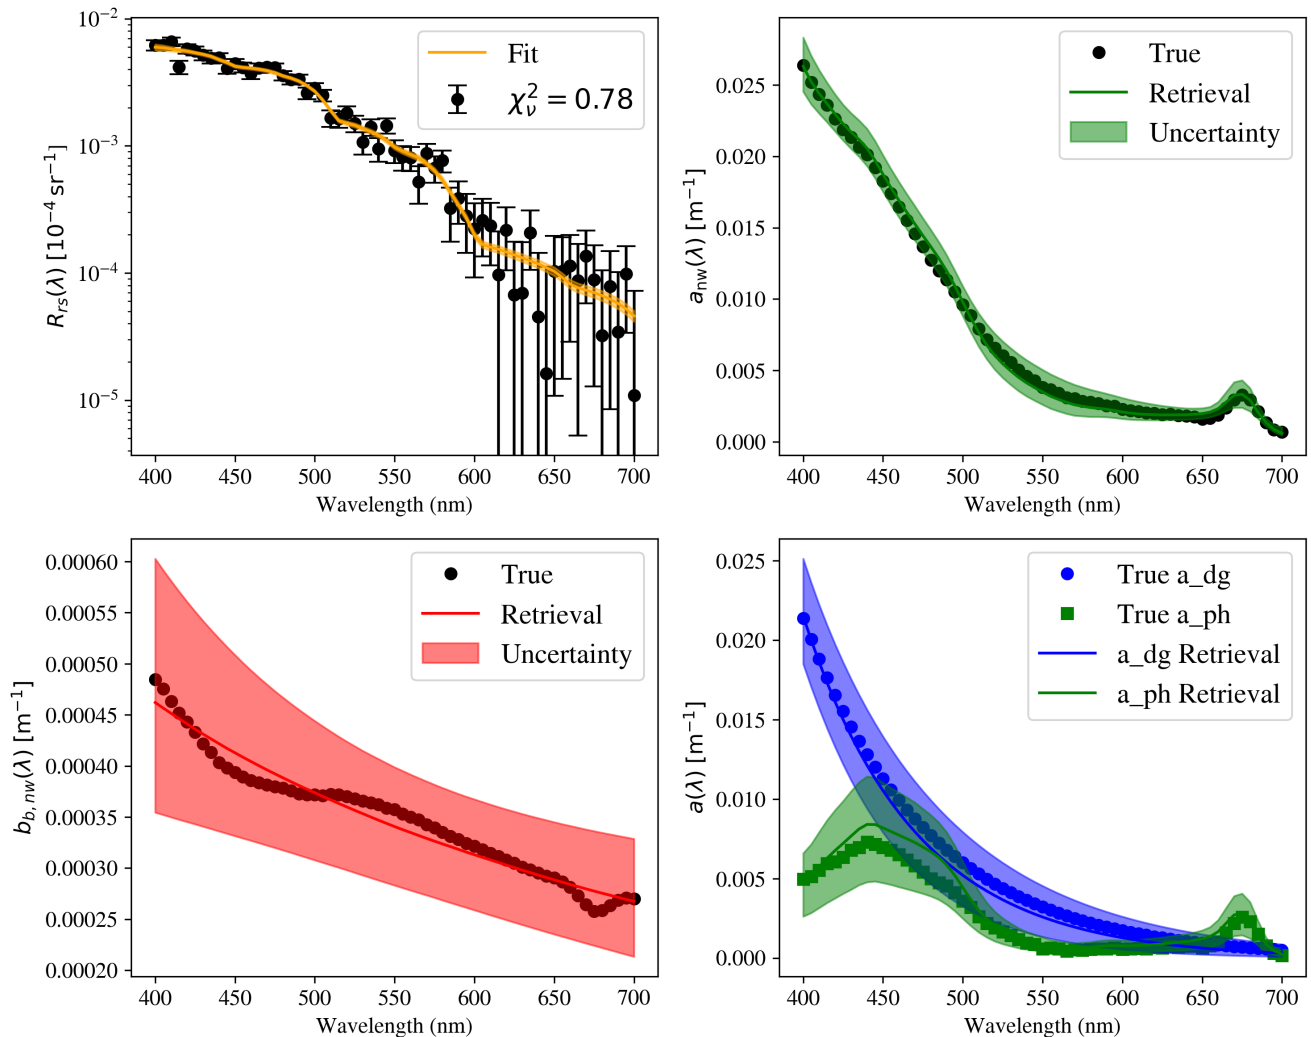 10⁻²
10⁻³
10⁻⁴
10⁻⁵
R_rs(λ) [10⁻⁴ sr⁻¹]
Fit
χ²_ν = 0.78
400 450 500 550 600 650 700
Wavelength (nm)
0.025
0.020
0.015
0.010
0.005
0.000
a_nw(λ) [m⁻¹]
True
Retrieval
Uncertainty
400 450 500 550 600 650 700
Wavelength (nm)
0.00060
0.00055
0.00050
0.00045
0.00040
0.00035
0.00030
0.00025
0.00020
b_b,nw(λ) [m⁻¹]
True
Retrieval
Uncertainty
400 450 500 550 600 650 700
Wavelength (nm)
0.025
0.020
0.015
0.010
0.005
0.000
a(λ) [m⁻¹]
True a_dg
True a_ph
a_dg Retrieval
a_ph Retrieval
400 450 500 550 600 650 700
Wavelength (nm)